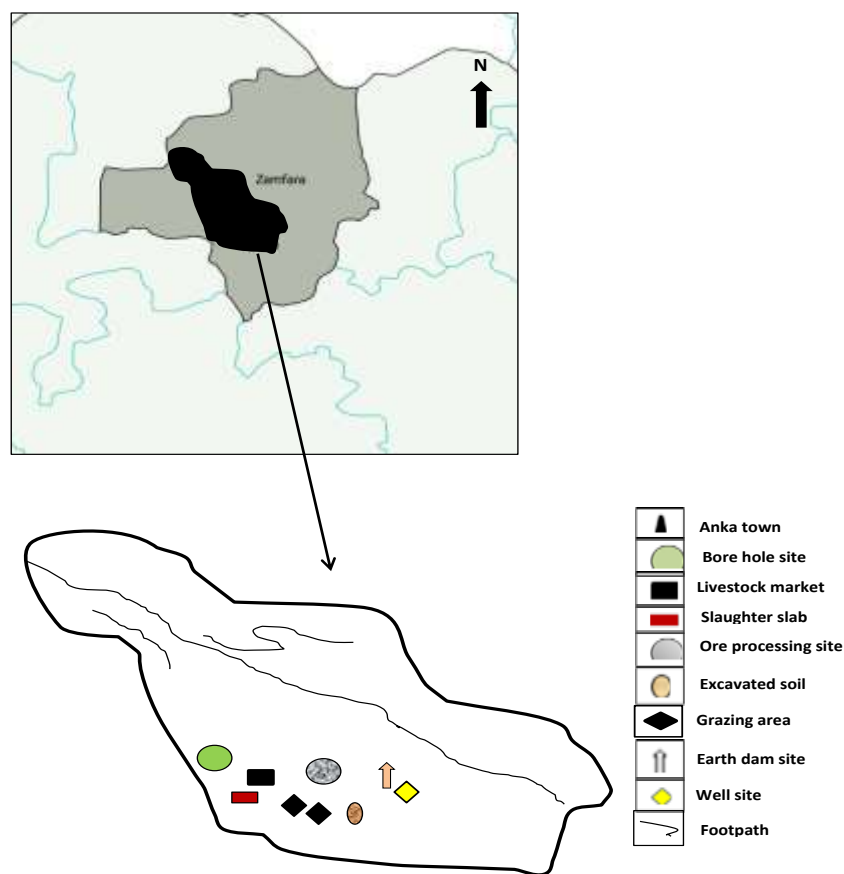 N
Zamfara
Anka town
Bore hole site
Livestock market
Slaughter slab
Ore processing site
Excavated soil
Grazing area
Earth dam site
Well site
Footpath